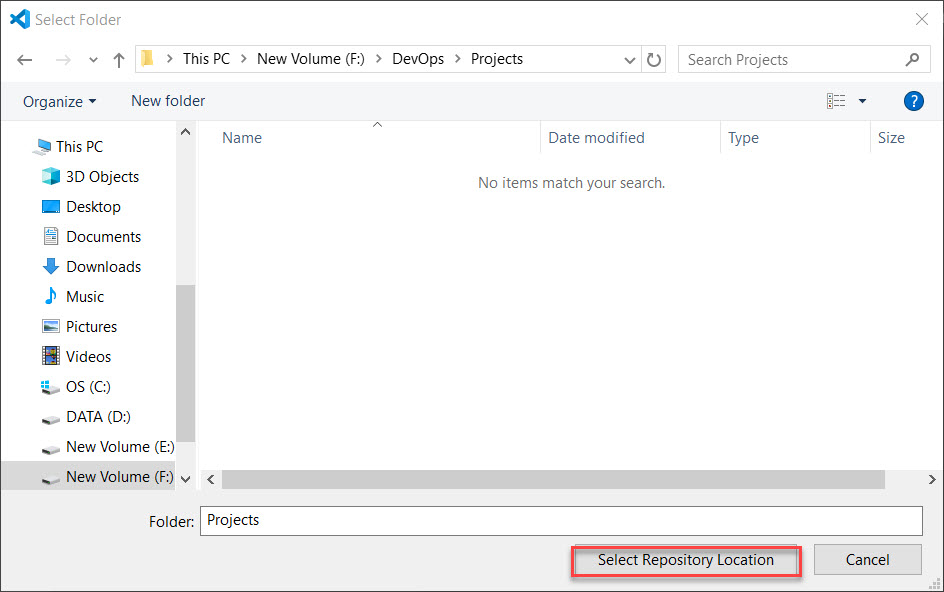 Select Folder
This PC New Volume (F:) DevOps Projects Search Projects
Organize New folder ?
Name Date modified Type Size
No items match your search.
This PC
3D Objects
Desktop
Documents
Downloads
Music
Pictures
Videos
OS (C:)
DATA (D:)
New Volume (E:)
New Volume (F:)
Folder: Projects
Select Repository Location Cancel